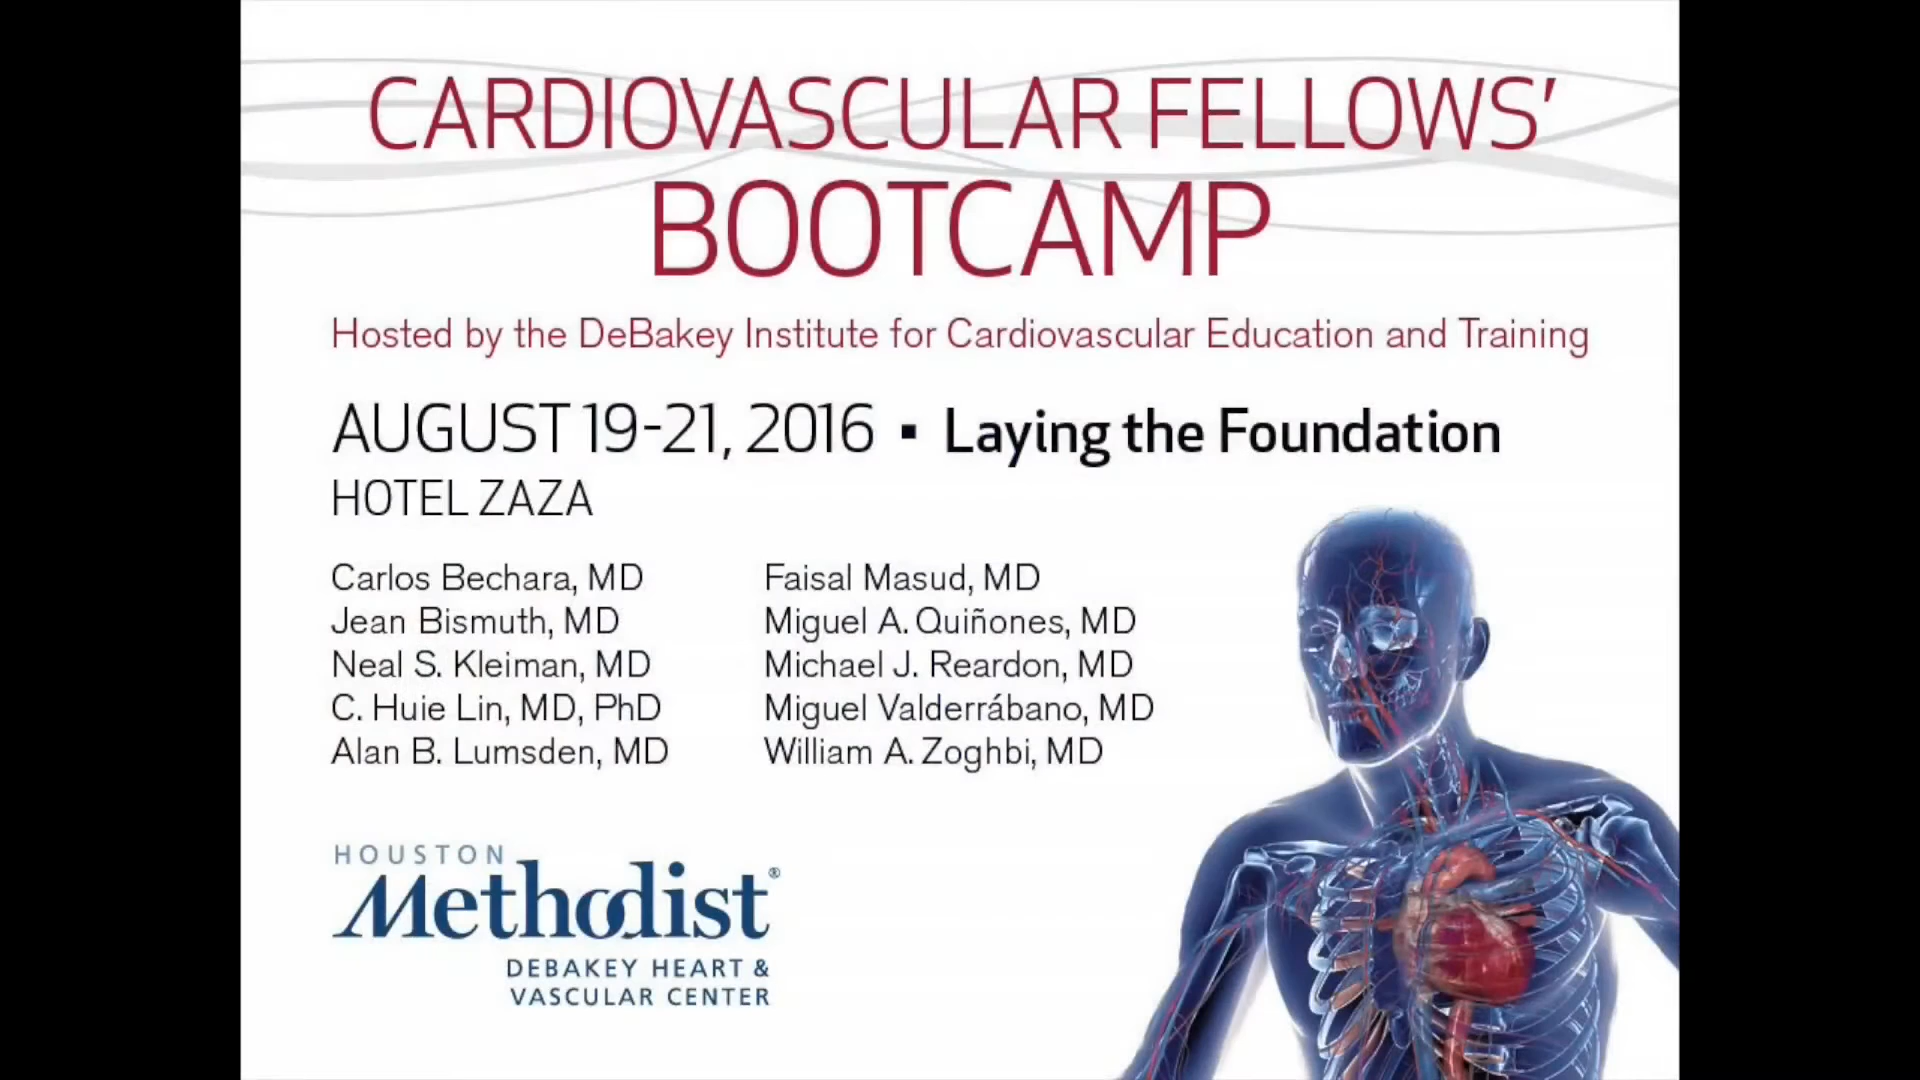 CARDIOVASCULAR FELLOWS’
BOOTCAMP
Hosted by the DeBakey Institute for Cardiovascular Education and Training
AUGUST 19-21, 2016 ▪ Laying the Foundation
HOTEL ZAZA
Carlos Bechara, MD
Jean Bismuth, MD
Neal S. Kleiman, MD
C. Huie Lin, MD, PhD
Alan B. Lumsden, MD
Faisal Masud, MD
Miguel A. Quiñones, MD
Michael J. Reardon, MD
Miguel Valderrábano, MD
William A. Zoghbi, MD
HOUSTON
Methodist®
DEBAKEY HEART &
VASCULAR CENTER